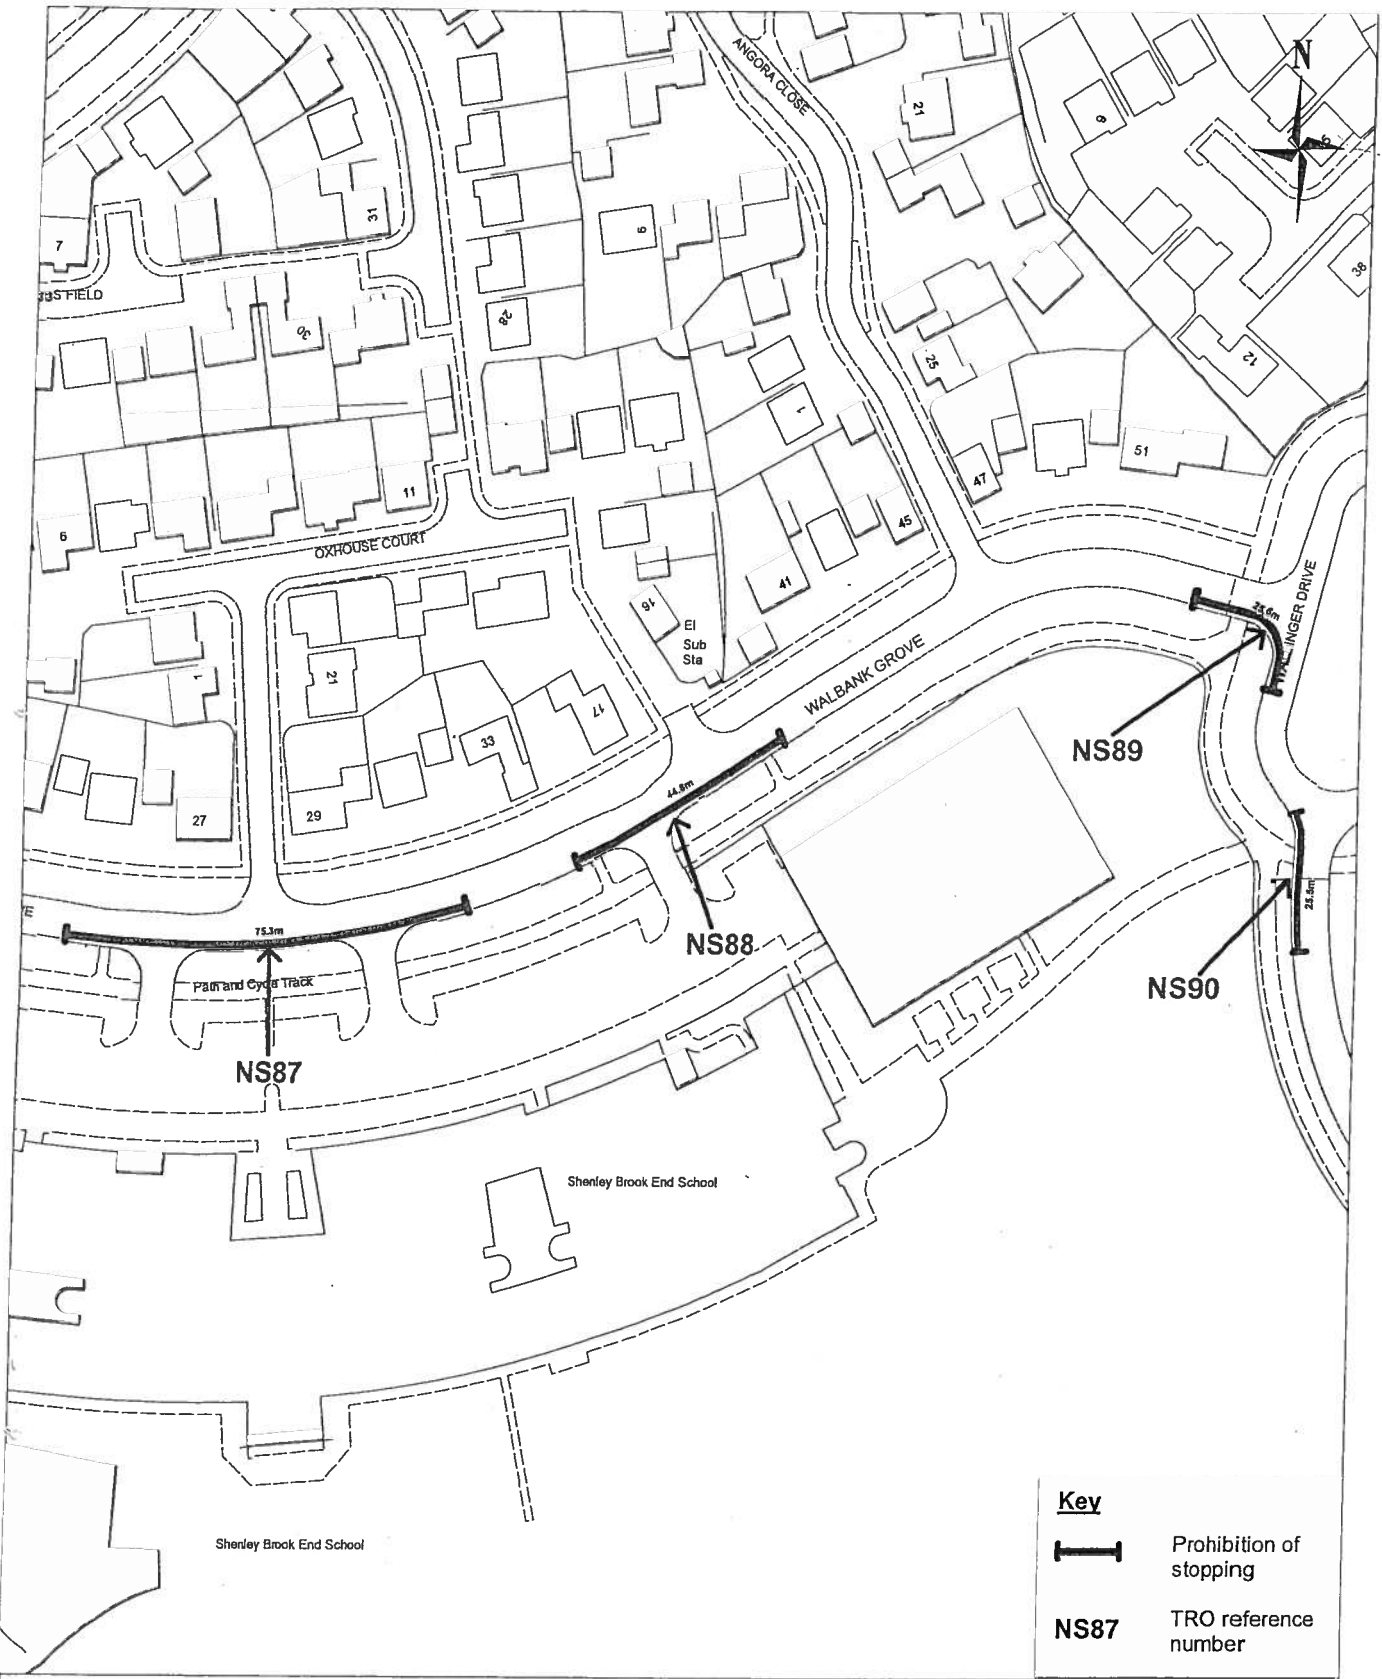 ANGORA CLOSE
N
21
9
7
31
6
38
S FIELD
30
28
25
12
1
11
47
51
6
45
OXHOUSE COURT
41
16
El
Sub
Sta
INGER DRIVE
1
21
17
WALBANK GROVE
33
NS89
44.8m
29
27
NS88
25.5m
75.3m
NS90
Path and Cycle Track
NS87
Shenley Brook End School
Shenley Brook End School
Key
Prohibition of
stopping
NS87
TRO reference
number